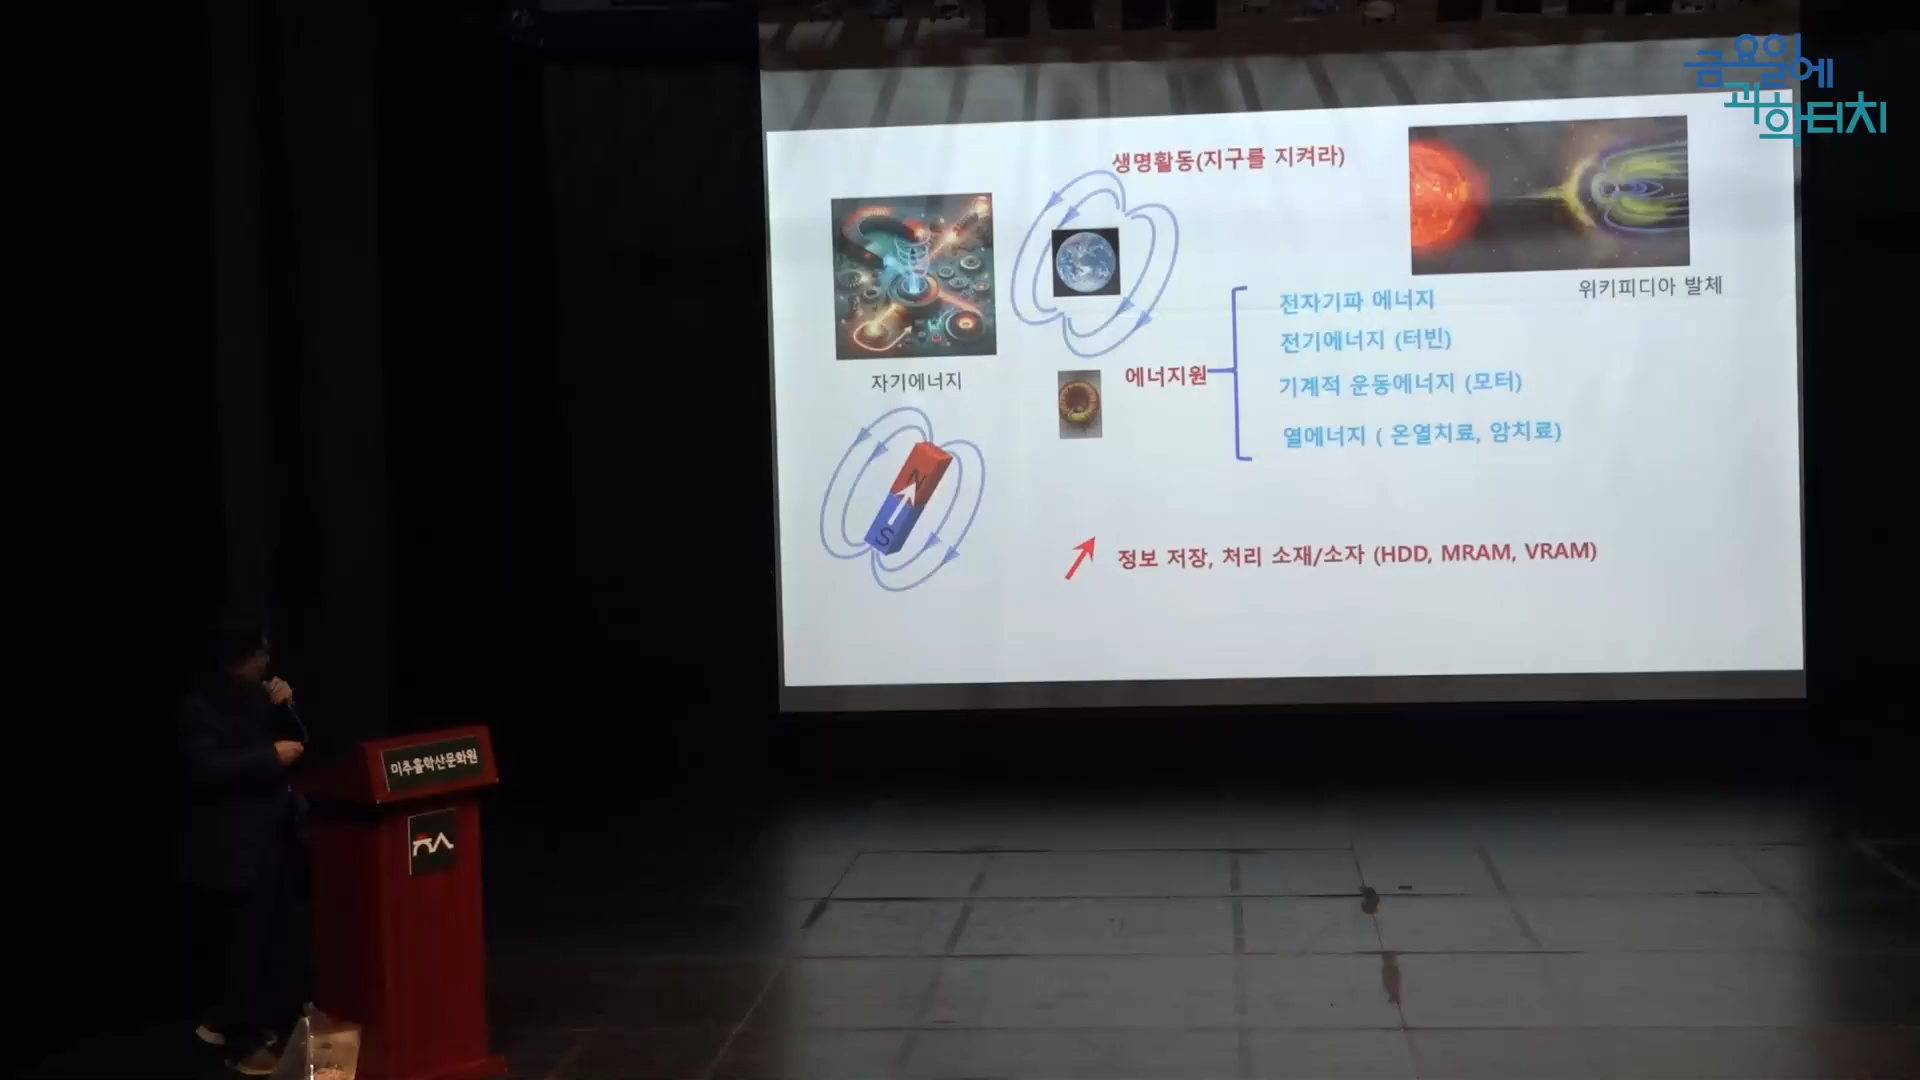 금요일에
과학터치
생명활동(지구를 지켜라)
위키피디아 발체
자기에너지
에너지원
전자기파 에너지
전기에너지 (터빈)
기계적 운동에너지 (모터)
열에너지 ( 온열치료, 암치료)
N
S
정보 저장, 처리 소재/소자 (HDD, MRAM, VRAM)
미추홀학산문화원